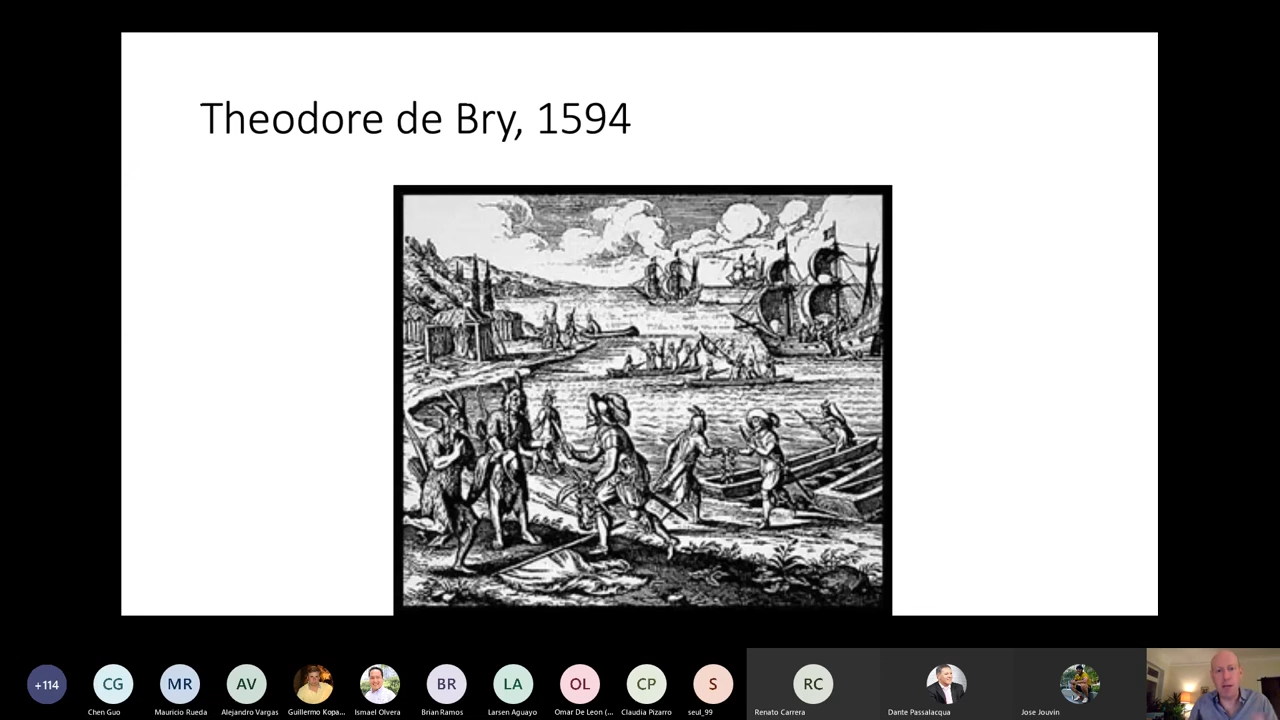 Theodore de Bry, 1594
+114
CG
MR
AV
BR
LA
OL
CP
S
RC
Chen Guo
Mauricio Rueda
Alejandro Vargas
Guillermo Kopa...
Ismael Olvera
Brian Ramos
Larsen Aguayo
Omar De Leon (...
Claudia Pizarro
seul_99
Renato Carrera
Dante Passalacqua
Jose Jouvin